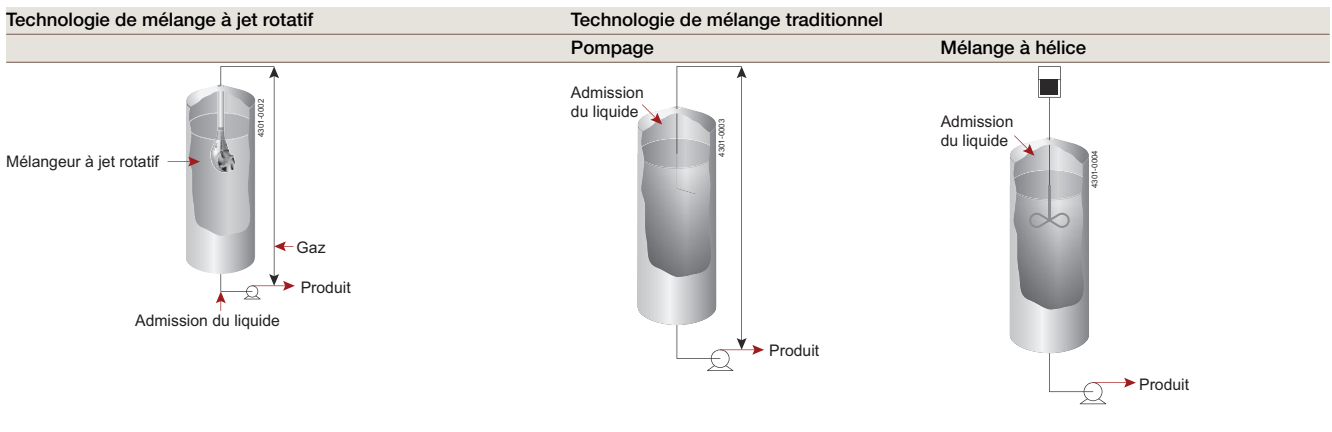 Technologie de mélange à jet rotatif
Technologie de mélange traditionnel
Pompage
Mélange à hélice
4301-0002
Mélangeur à jet rotatif
Gaz
Produit
Admission du liquide
Admission
du liquide
4301-0003
Produit
Admission
du liquide
4301-0004
Produit